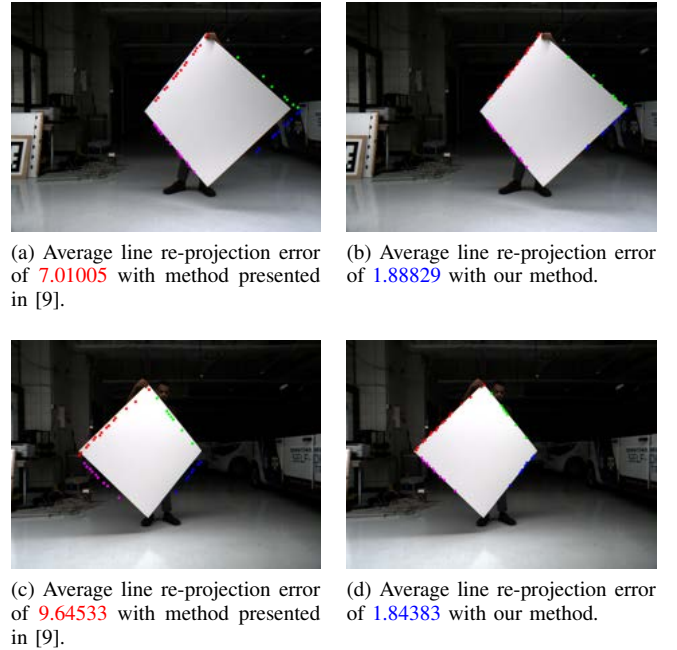 (a) Average line re-projection error
of 7.01005 with method presented
in [9].
(b) Average line re-projection error
of 1.88829 with our method.
(c) Average line re-projection error
of 9.64533 with method presented
in [9].
(d) Average line re-projection error
of 1.84383 with our method.